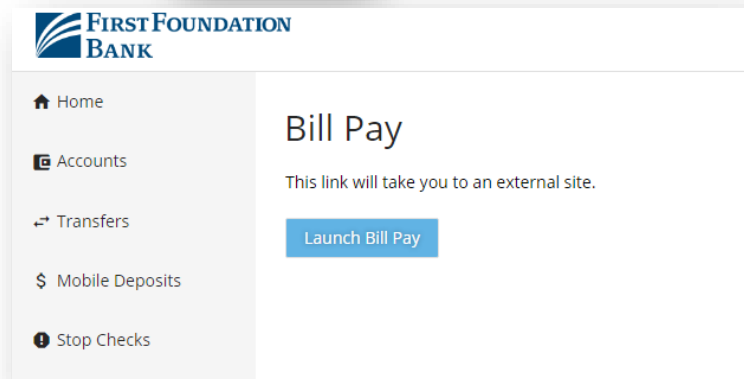 FIRST FOUNDATION
BANK
Home
Accounts
Transfers
Mobile Deposits
Stop Checks
Bill Pay
This link will take you to an external site.
Launch Bill Pay